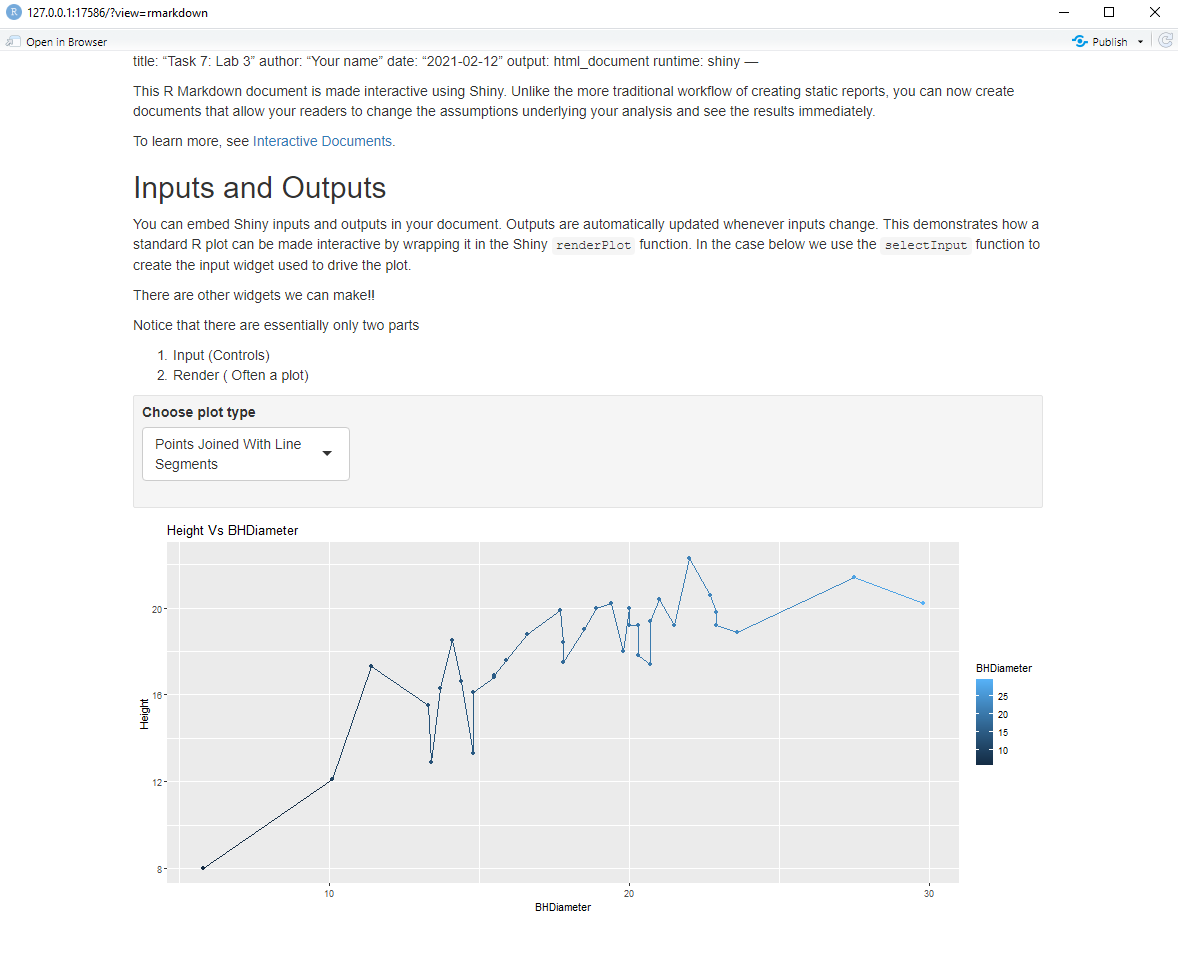 R 127.0.0.1:17586/?view=rmarkdown
Open in Browser Publish
title: “Task 7: Lab 3” author: “Your name” date: “2021-02-12” output: html_document runtime: shiny —
This R Markdown document is made interactive using Shiny. Unlike the more traditional workflow of creating static reports, you can now create
documents that allow your readers to change the assumptions underlying your analysis and see the results immediately.
To learn more, see Interactive Documents.
Inputs and Outputs
You can embed Shiny inputs and outputs in your document. Outputs are automatically updated whenever inputs change. This demonstrates how a
standard R plot can be made interactive by wrapping it in the Shiny renderPlot function. In the case below we use the selectInput function to
create the input widget used to drive the plot.
There are other widgets we can make!!
Notice that there are essentially only two parts
1. Input (Controls)
2. Render ( Often a plot)
Choose plot type
Points Joined With Line
Segments
Height Vs BHDiameter
20
16
12
8
Height
10 20 30
BHDiameter
BHDiameter
25
20
15
10